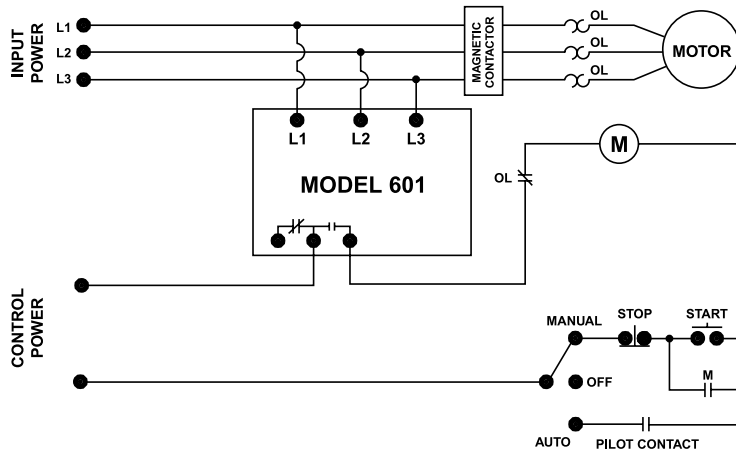 INPUT
POWER
L1
L2
L3
MAGNETIC
CONTACTOR
OL
OL
OL
MOTOR
L1
L2
L3
MODEL 601
OL
M
CONTROL
POWER
MANUAL
STOP
START
M
OFF
AUTO
PILOT CONTACT